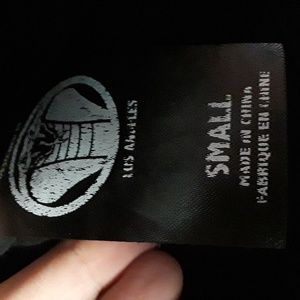 LOS ANGELES
SMALL
MADE IN CHINA
FABRIQUE EN CHINE